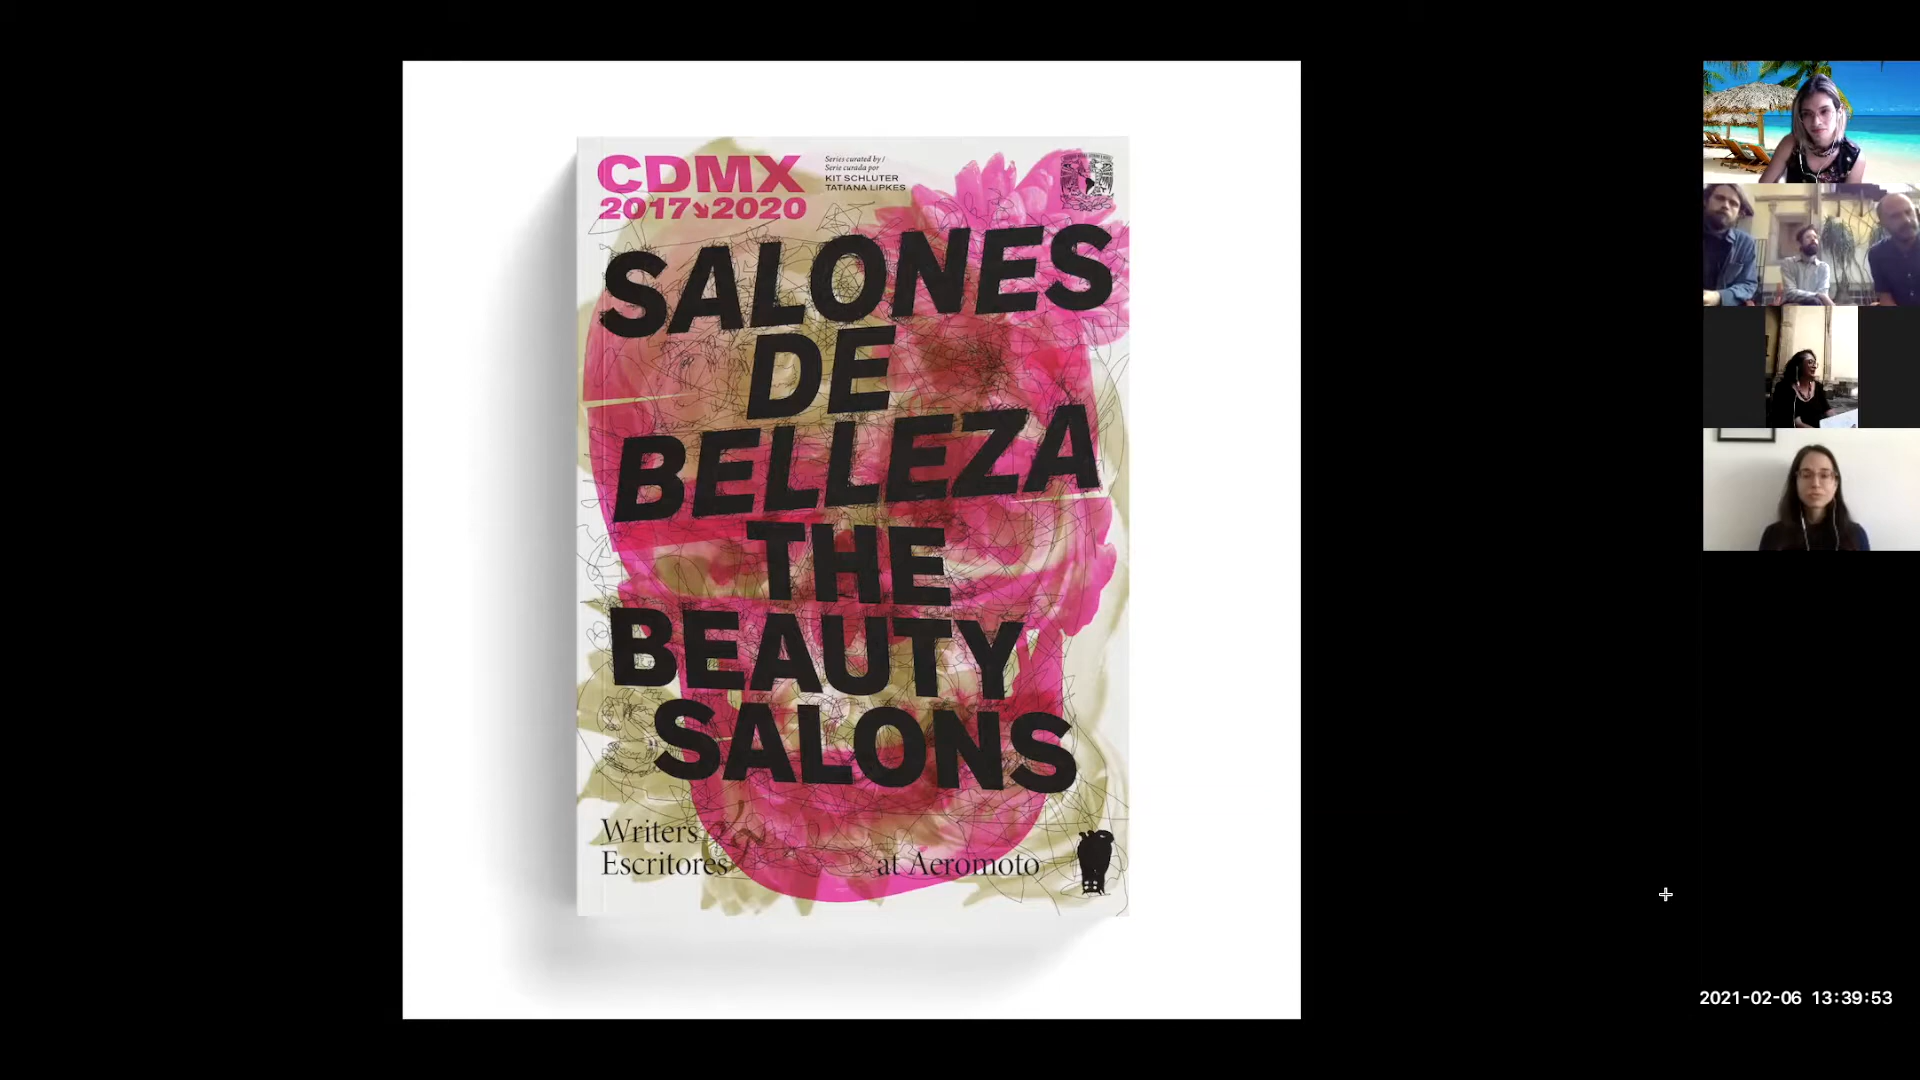 CDMX
2017↘2020
Series curated by /
Serie curada por
KIT SCHLUTER
TATIANA LIPKES
SALONES
DE
BELLEZA
THE
BEAUTY
SALONS
Writers
Escritores
at Aeromoto
2021-02-06 13:39:53